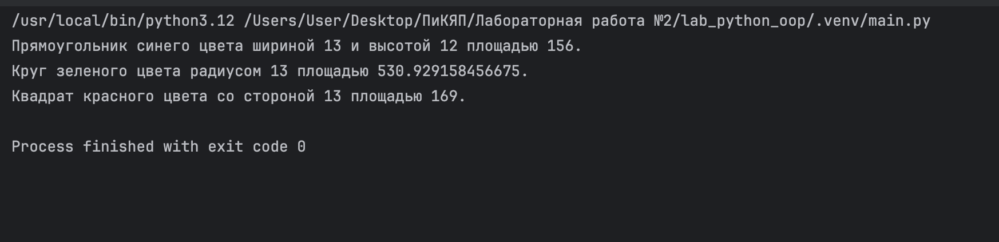 /usr/local/bin/python3.12 /Users/User/Desktop/ПиКЯП/Лабораторная работа №2/lab_python_oop/.venv/main.py
Прямоугольник синего цвета шириной 13 и высотой 12 площадью 156.
Круг зеленого цвета радиусом 13 площадью 530.929158456675.
Квадрат красного цвета со стороной 13 площадью 169.
Process finished with exit code 0